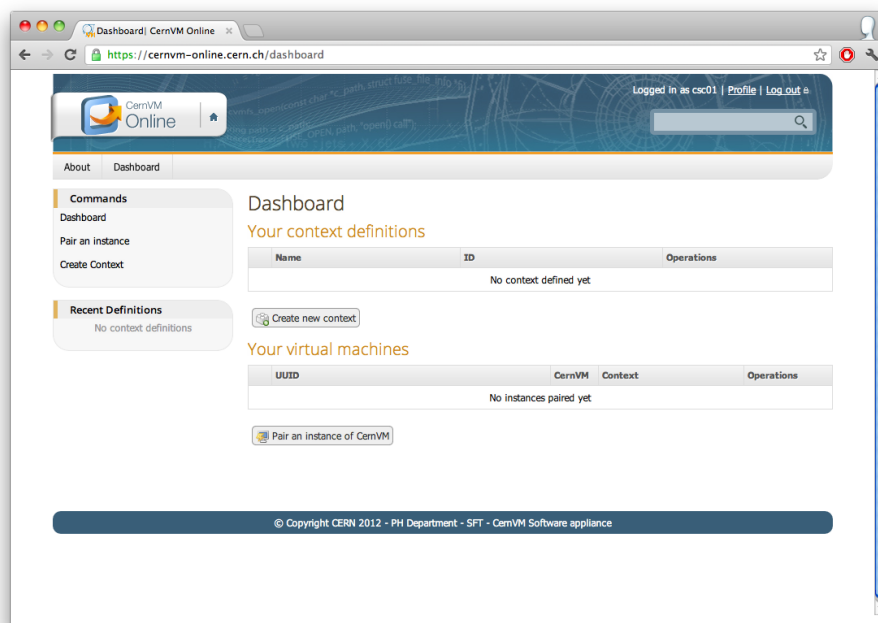 Dashboard| CernVM Online
https://cernvm-online.cern.ch/dashboard
Logged in as csc01 | Profile | Log out
CernVM
Online
About Dashboard
Commands
Dashboard
Pair an instance
Create Context
Recent Definitions
No context definitions
Dashboard
Your context definitions
Name ID Operations
No context defined yet
Create new context
Your virtual machines
UUID CernVM Context Operations
No instances paired yet
Pair an instance of CernVM
© Copyright CERN 2012 - PH Department - SFT - CernVM Software appliance